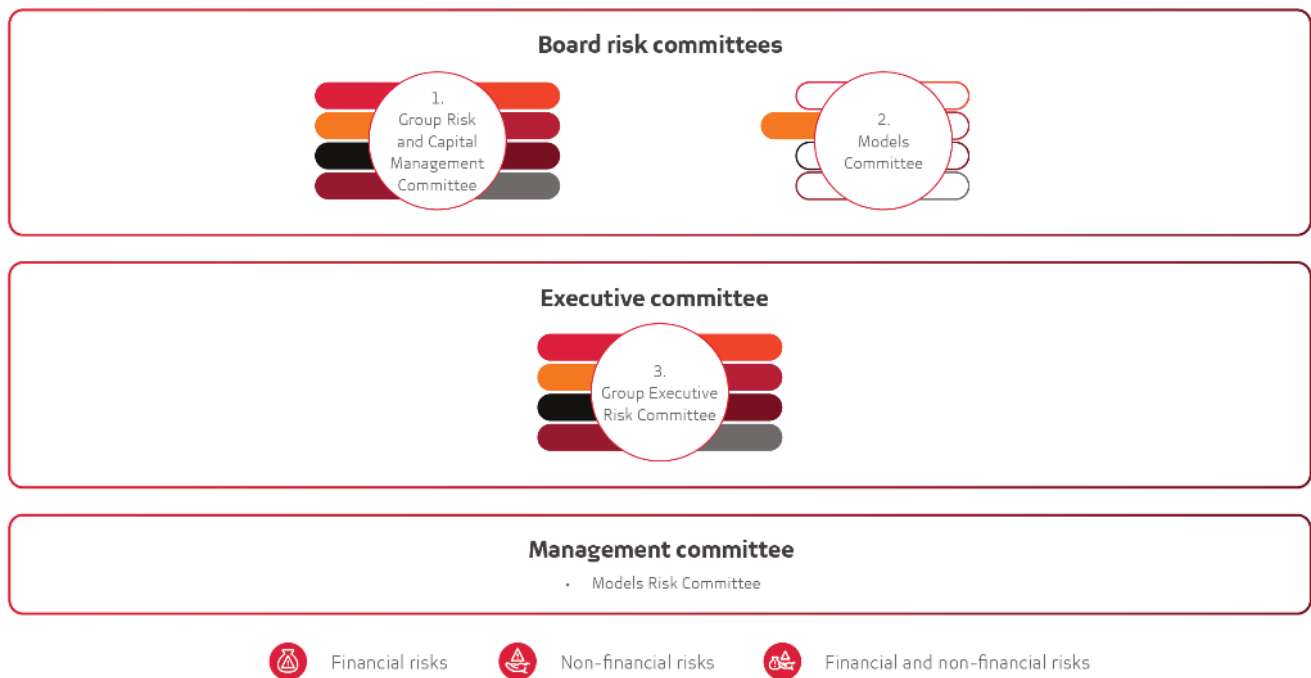 Board risk committees
1.
Group Risk
and Capital
Management
Committee
2.
Models
Committee
Executive committee
3.
Group Executive
Risk Committee
Management committee
• Models Risk Committee
Financial risks
Non-financial risks
Financial and non-financial risks